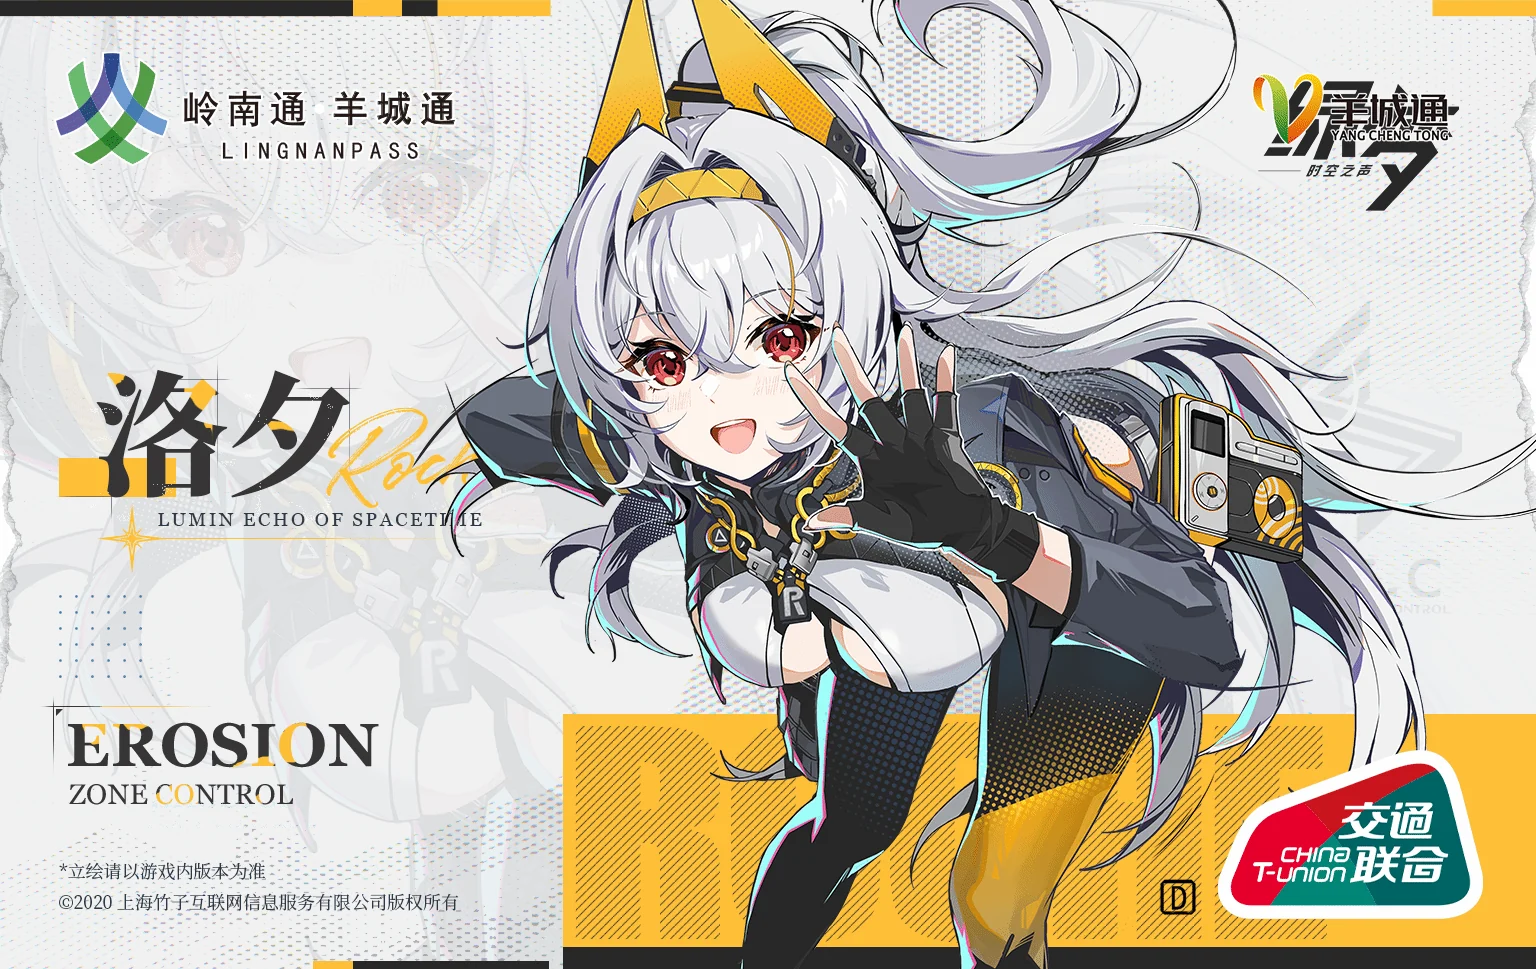 岭南通·羊城通
LINGNANPASS
羊城通
YANG CHENG TONG
时空之声
洛夕
LUMIN ECHO OF SPACETIME
EROSION
ZONE CONTROL
*立绘请以游戏内版本为准
©2020 上海竹子互联网信息服务有限公司版权所有
R
D
交通
联合
CHINA
T-UNION